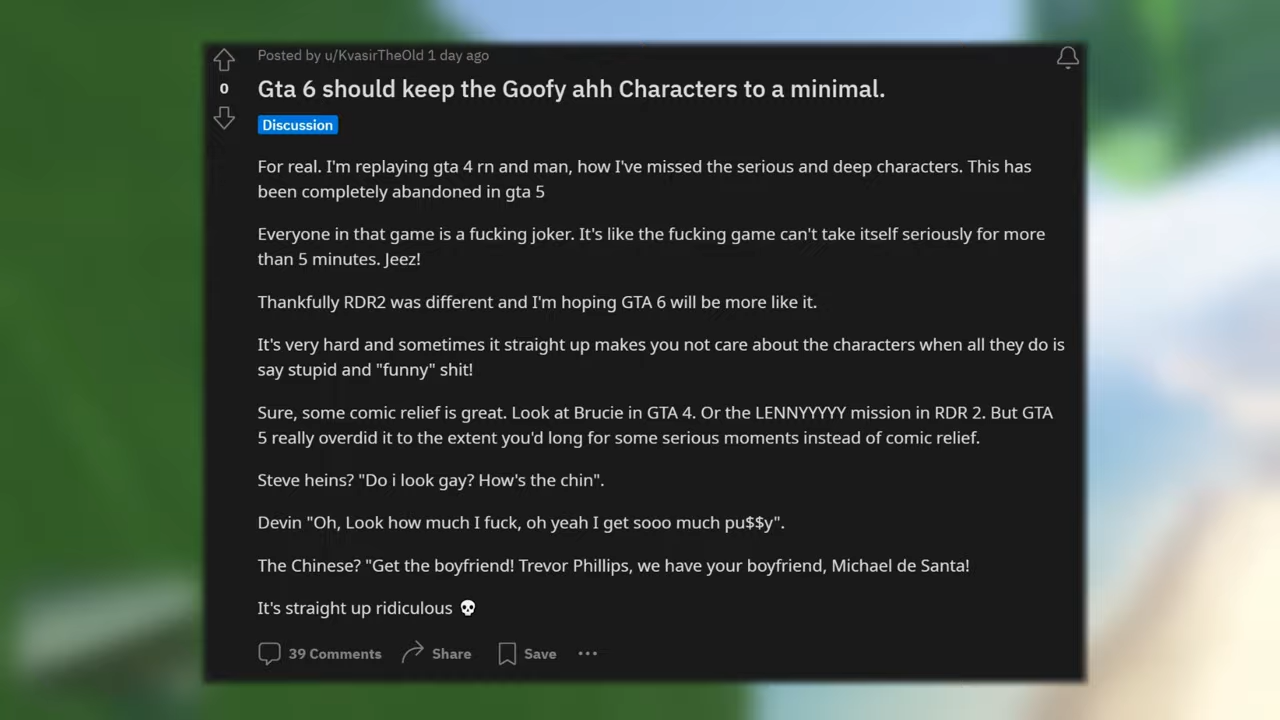 Posted by u/KvasirTheOld 1 day ago
0
Gta 6 should keep the Goofy ahh Characters to a minimal.
Discussion
For real. I'm replaying gta 4 rn and man, how I've missed the serious and deep characters. This has
been completely abandoned in gta 5
Everyone in that game is a fucking joker. It's like the fucking game can't take itself seriously for more
than 5 minutes. Jeez!
Thankfully RDR2 was different and I'm hoping GTA 6 will be more like it.
It's very hard and sometimes it straight up makes you not care about the characters when all they do is
say stupid and "funny" shit!
Sure, some comic relief is great. Look at Brucie in GTA 4. Or the LENNYYYYY mission in RDR 2. But GTA
5 really overdid it to the extent you'd long for some serious moments instead of comic relief.
Steve heins? "Do i look gay? How's the chin".
Devin "Oh, Look how much I fuck, oh yeah I get sooo much pu$$y".
The Chinese? "Get the boyfriend! Trevor Phillips, we have your boyfriend, Michael de Santa!
It's straight up ridiculous 💀
39 Comments Share Save ...